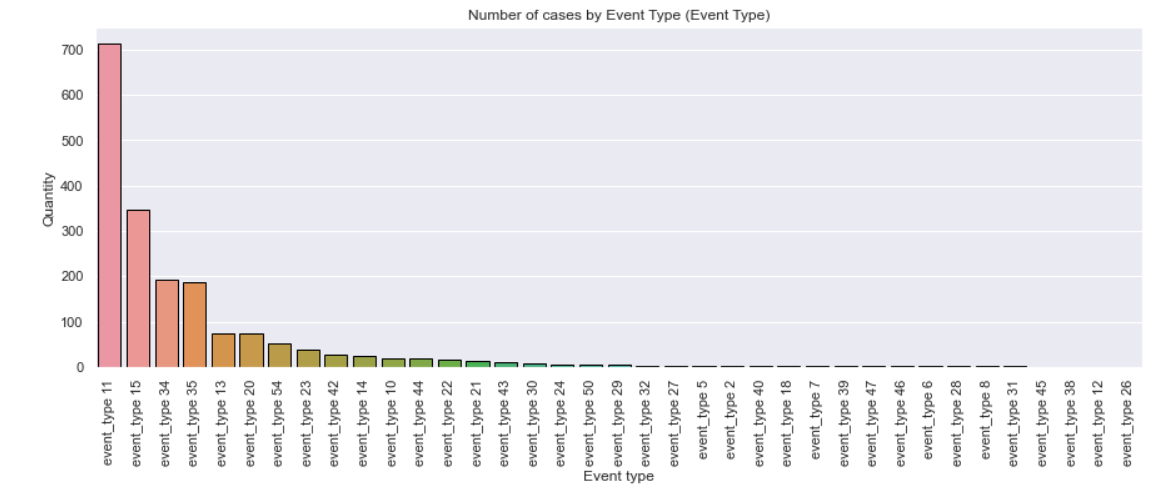 Number of cases by Event Type (Event Type)
Quantity
700
600
500
400
300
200
100
0
event_type 11
event_type 15
event_type 34
event_type 35
event_type 13
event_type 20
event_type 54
event_type 23
event_type 42
event_type 14
event_type 10
event_type 44
event_type 22
event_type 21
event_type 43
event_type 30
event_type 24
event_type 50
event_type 29
event_type 32
event_type 27
event_type 5
event_type 2
event_type 40
event_type 18
event_type 7
event_type 39
event_type 47
event_type 46
event_type 6
event_type 28
event_type 8
event_type 31
event_type 45
event_type 38
event_type 12
event_type 26
Event type